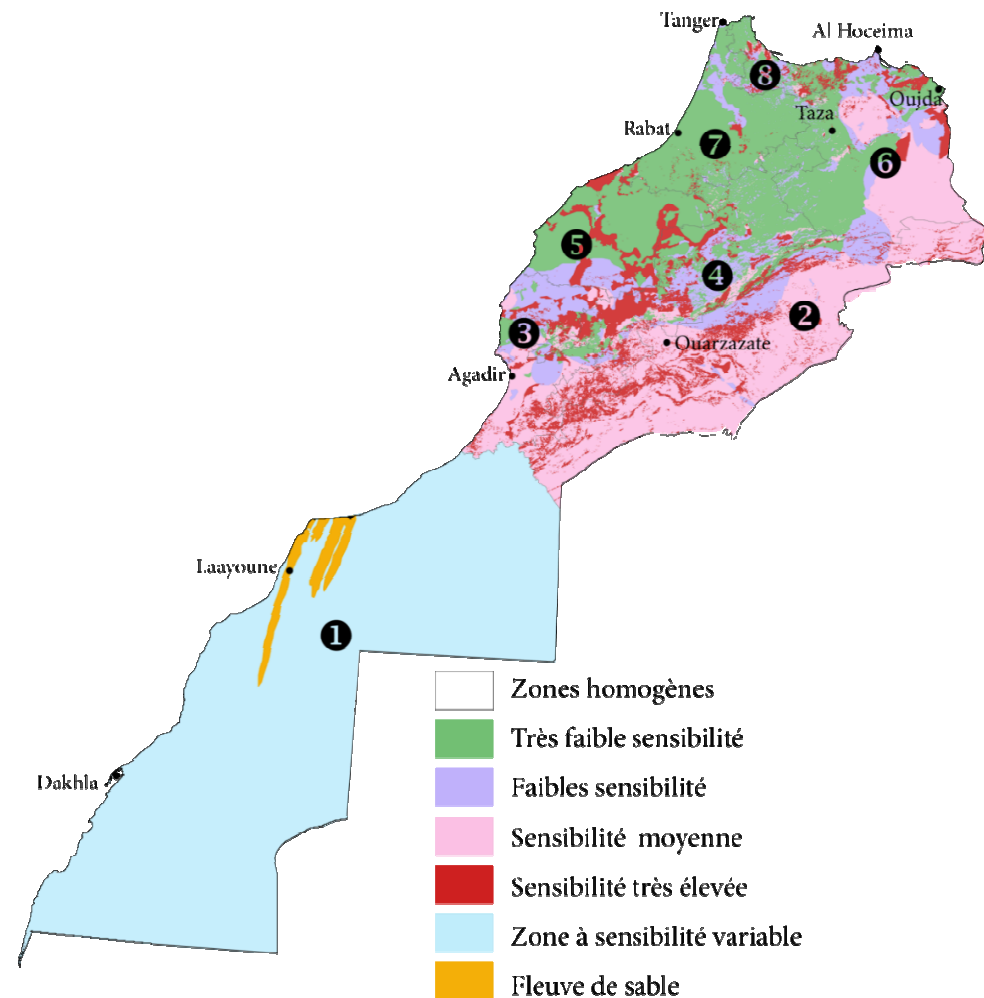 Tanger
Al Hoceima
8
Oujda
Taza
Rabat
7
6
5
4
2
3
Ouarzazate
Agadir
Laayoune
1
Dakhla
Zones homogènes
Très faible sensibilité
Faibles sensibilité
Sensibilité moyenne
Sensibilité très élevée
Zone à sensibilité variable
Fleuve de sable